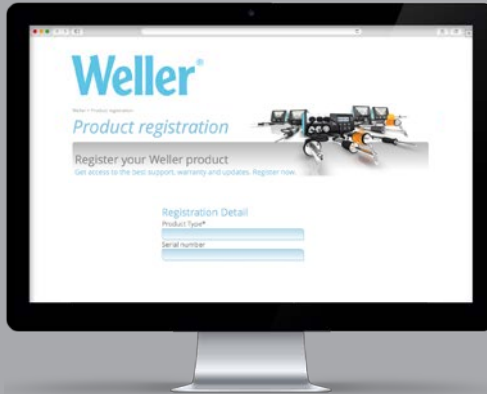 Weller®
Weller > Product registration
Product registration
Register your Weller product
Get access to the best support, warranty and updates. Register now.
Registration Detail
Product Type*
Serial number